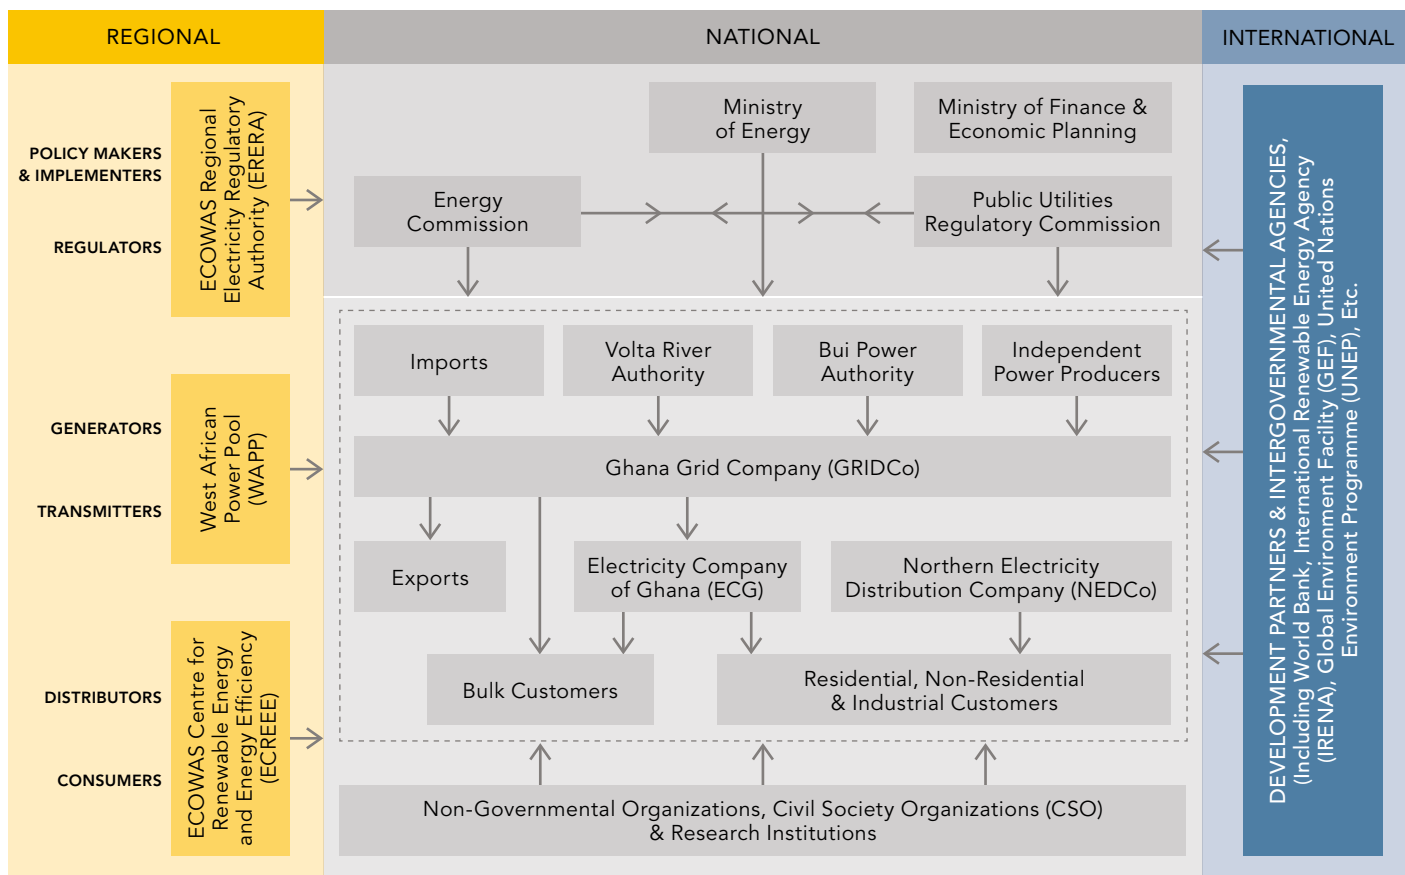 REGIONAL
NATIONAL
INTERNATIONAL
POLICY MAKERS
& IMPLEMENTERS
REGULATORS
GENERATORS
TRANSMITTERS
DISTRIBUTORS
CONSUMERS
ECOWAS Regional
Electricity Regulatory
Authority (ERERA)
West African
Power Pool
(WAPP)
ECOWAS Centre for
Renewable Energy
and Energy Efficiency
(ECREEE)
Ministry
of Energy
Ministry of Finance &
Economic Planning
Energy
Commission
Public Utilities
Regulatory Commission
Imports
Volta River
Authority
Bui Power
Authority
Independent
Power Producers
Ghana Grid Company (GRIDCo)
Exports
Electricity Company
of Ghana (ECG)
Northern Electricity
Distribution Company (NEDCo)
Bulk Customers
Residential, Non-Residential
& Industrial Customers
Non-Governmental Organizations, Civil Society Organizations (CSO)
& Research Institutions
DEVELOPMENT PARTNERS & INTERGOVERNMENTAL AGENCIES,
(Including World Bank, International Renewable Energy Agency
(IRENA), Global Environment Facility (GEF), United Nations
Environment Programme (UNEP), Etc.